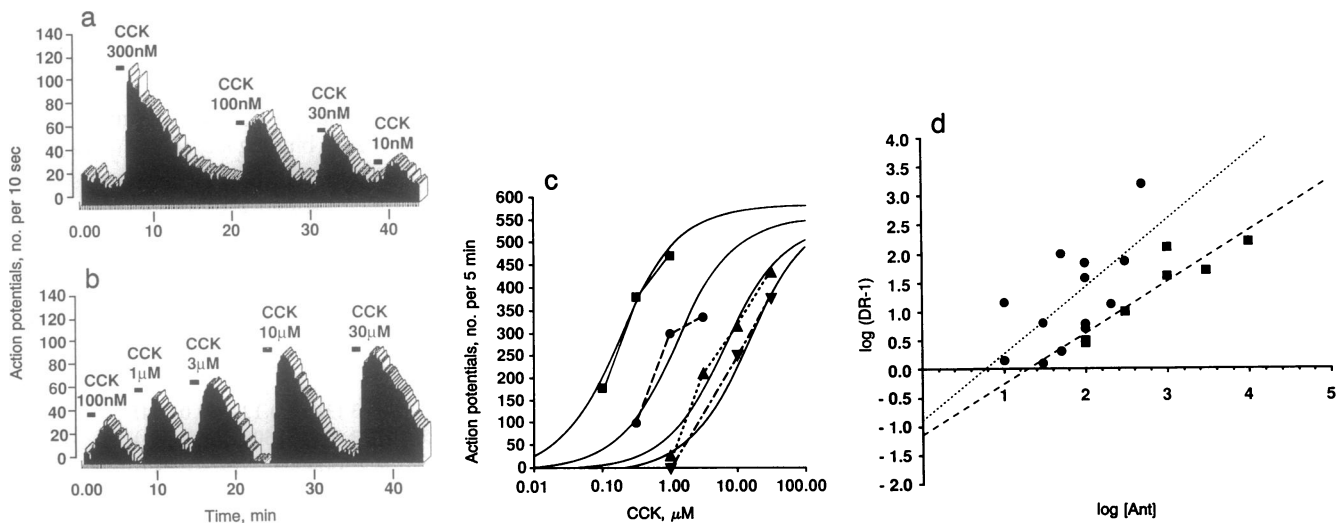 a
140
120
100
80
60
40
20
0
CCK
300nM
CCK
100nM
CCK
30nM
CCK
10nM
0.00
10
20
30
40
Action potentials, no. per 10 sec
b
140
120
100
80
60
40
20
0
CCK
100nM
CCK
1µM
CCK
3µM
CCK
10µM
CCK
30µM
0.00
10
20
30
40
Time, min
c
600
550
500
450
400
350
300
250
200
150
100
50
0
Action potentials, no. per 5 min
0.01
0.10
1.00
10.00
100.00
CCK, µM
d
4.0
3.5
3.0
2.5
2.0
1.5
1.0
0.5
0.0
- 0.5
- 1.0
- 1.5
- 2.0
log (DR-1)
1
2
3
4
5
log [Ant]